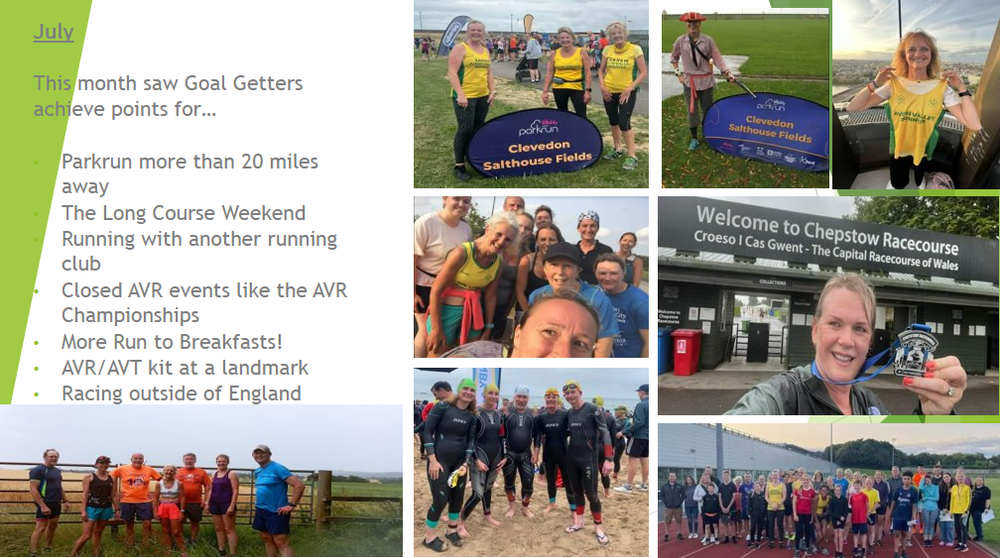 July
This month saw Goal Getters
achieve points for…
• Parkrun more than 20 miles
away
• The Long Course Weekend
• Running with another running
club
• Closed AVR events like the AVR
Championships
• More Run to Breakfasts!
• AVR/AVT kit at a landmark
• Racing outside of England
parkrun
Clevedon
Salthouse Fields
parkrun
Clevedon
Salthouse Fields
Welcome to Chepstow Racecourse
Croeso I Cas Gwent - The Capital Racecourse of Wales
COLLECTIONS